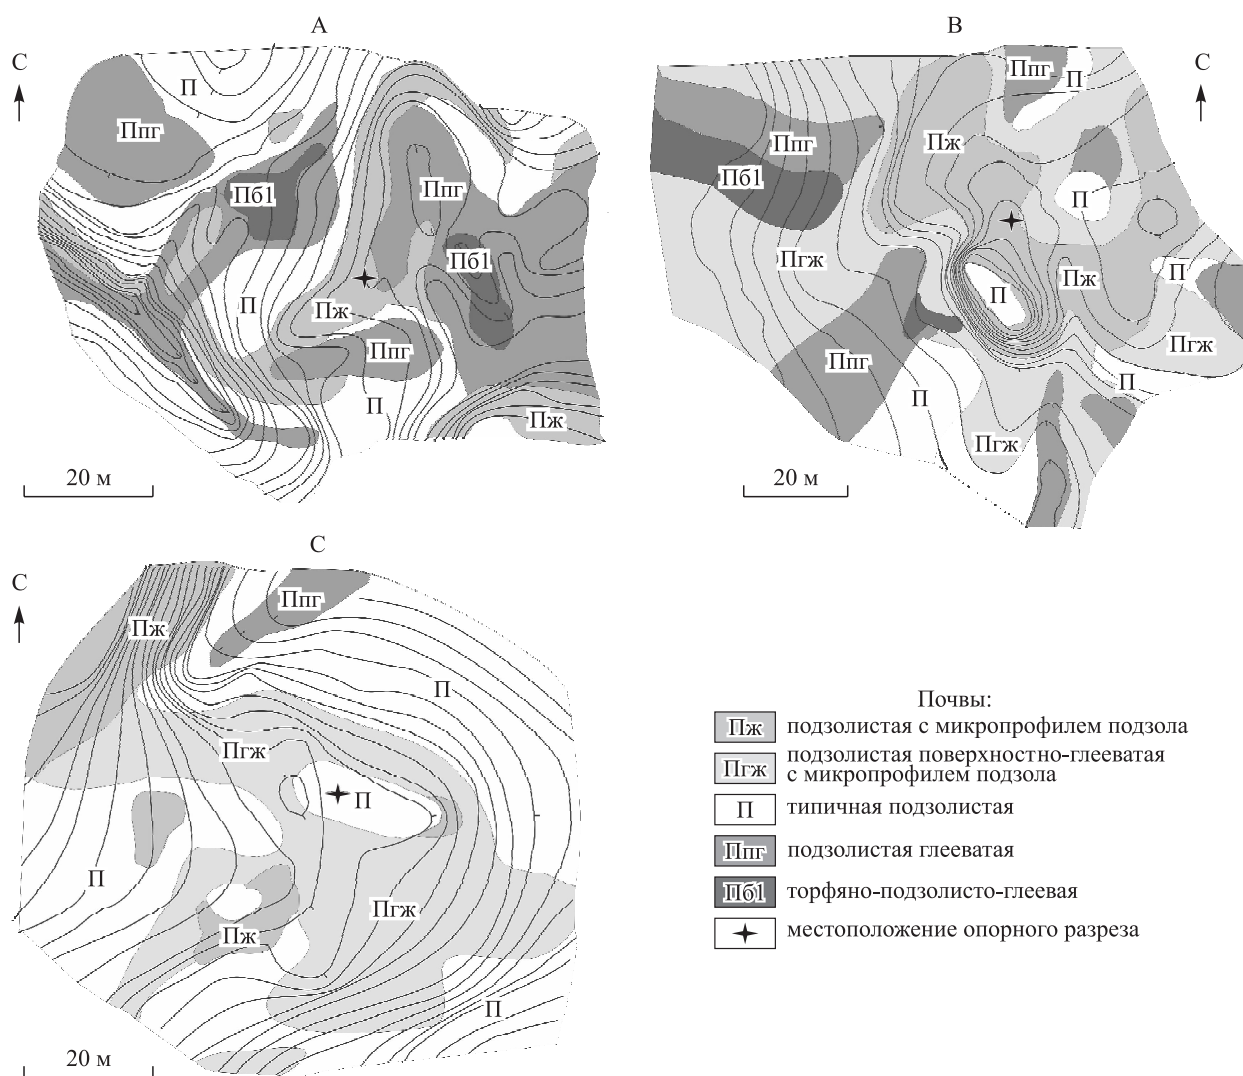 А
С
П
Ппг
Пб1
Ппг
Пб1
П
Пж
Ппг
П
Пж
20 м
В
С
Ппг
П
Пж
Ппг
Пб1
П
Пгж
Пж
П
П
Пгж
Ппг
П
П
Пгж
20 м
С
С
Ппг
Пж
П
Пгж
П
П
Пгж
Пж
П
20 м
Почвы:
Пж подзолистая с микропрофилем подзола
Пгж подзолистая поверхностно-глееватая
с микропрофилем подзола
П типичная подзолистая
Ппг подзолистая глееватая
Пб1 торфяно-подзолисто-глеевая
местоположение опорного разреза